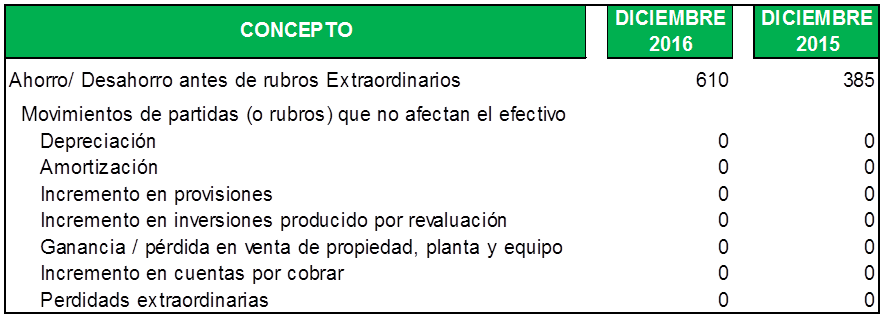 CONCEPTO DICIEMBRE 2016 DICIEMBRE 2015
Ahorro/ Desahorro antes de rubros Extraordinarios 610 385
Movimientos de partidas (o rubros) que no afectan el efectivo
Depreciación 0 0
Amortización 0 0
Incremento en provisiones 0 0
Incremento en inversiones producido por revaluación 0 0
Ganancia / pérdida en venta de propiedad, planta y equipo 0 0
Incremento en cuentas por cobrar 0 0
Perdidads extraordinarias 0 0